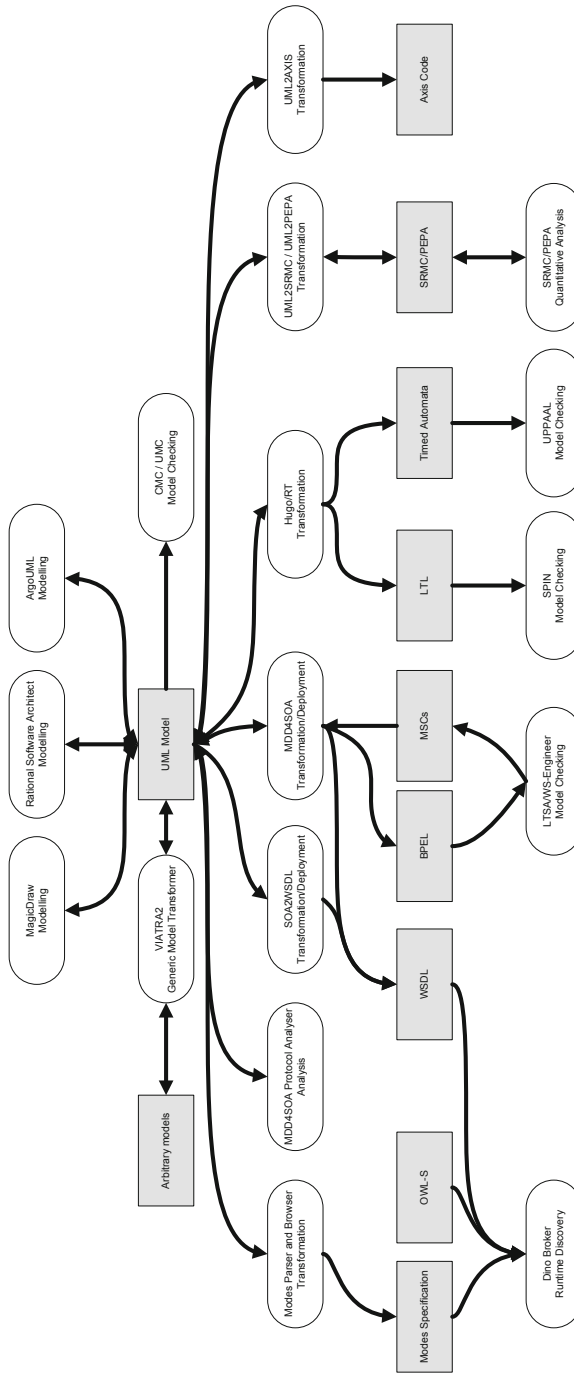 MagicDraw
Modelling
Rational Software Architect
Modelling
ArgoUML
Modelling
Arbitrary models
VIATRA2
Generic Model Transformer
UML Model
CMC / UMC
Model Checking
Modes Parser and Browser
Transformation
MDD4SOA Protocol Analyser
Analysis
SOA2WSDL
Transformation/Deployment
MDD4SOA
Transformation/Deployment
Hugo/RT
Transformation
UML2SRMC / UML2PEPA
Transformation
UML2AXIS
Transformation
Modes Specification
OWL-S
WSDL
BPEL
MSCs
LTL
Timed Automata
SRMC/PEPA
Axis Code
Dino Broker
Runtime Discovery
LTSA/WS-Engineer
Model Checking
SPIN
Model Checking
UPPAAL
Model Checking
SRMC/PEPA
Quantitative Analysis